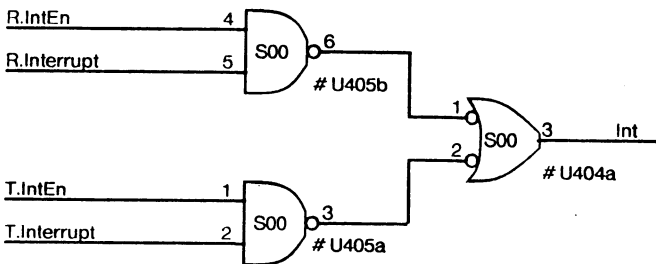 R.IntEn
4
S00
6
R.Interrupt
5
# U405b
1
S00
3
Int
2
# U404a
T.IntEn
1
S00
3
T.Interrupt
2
# U405a